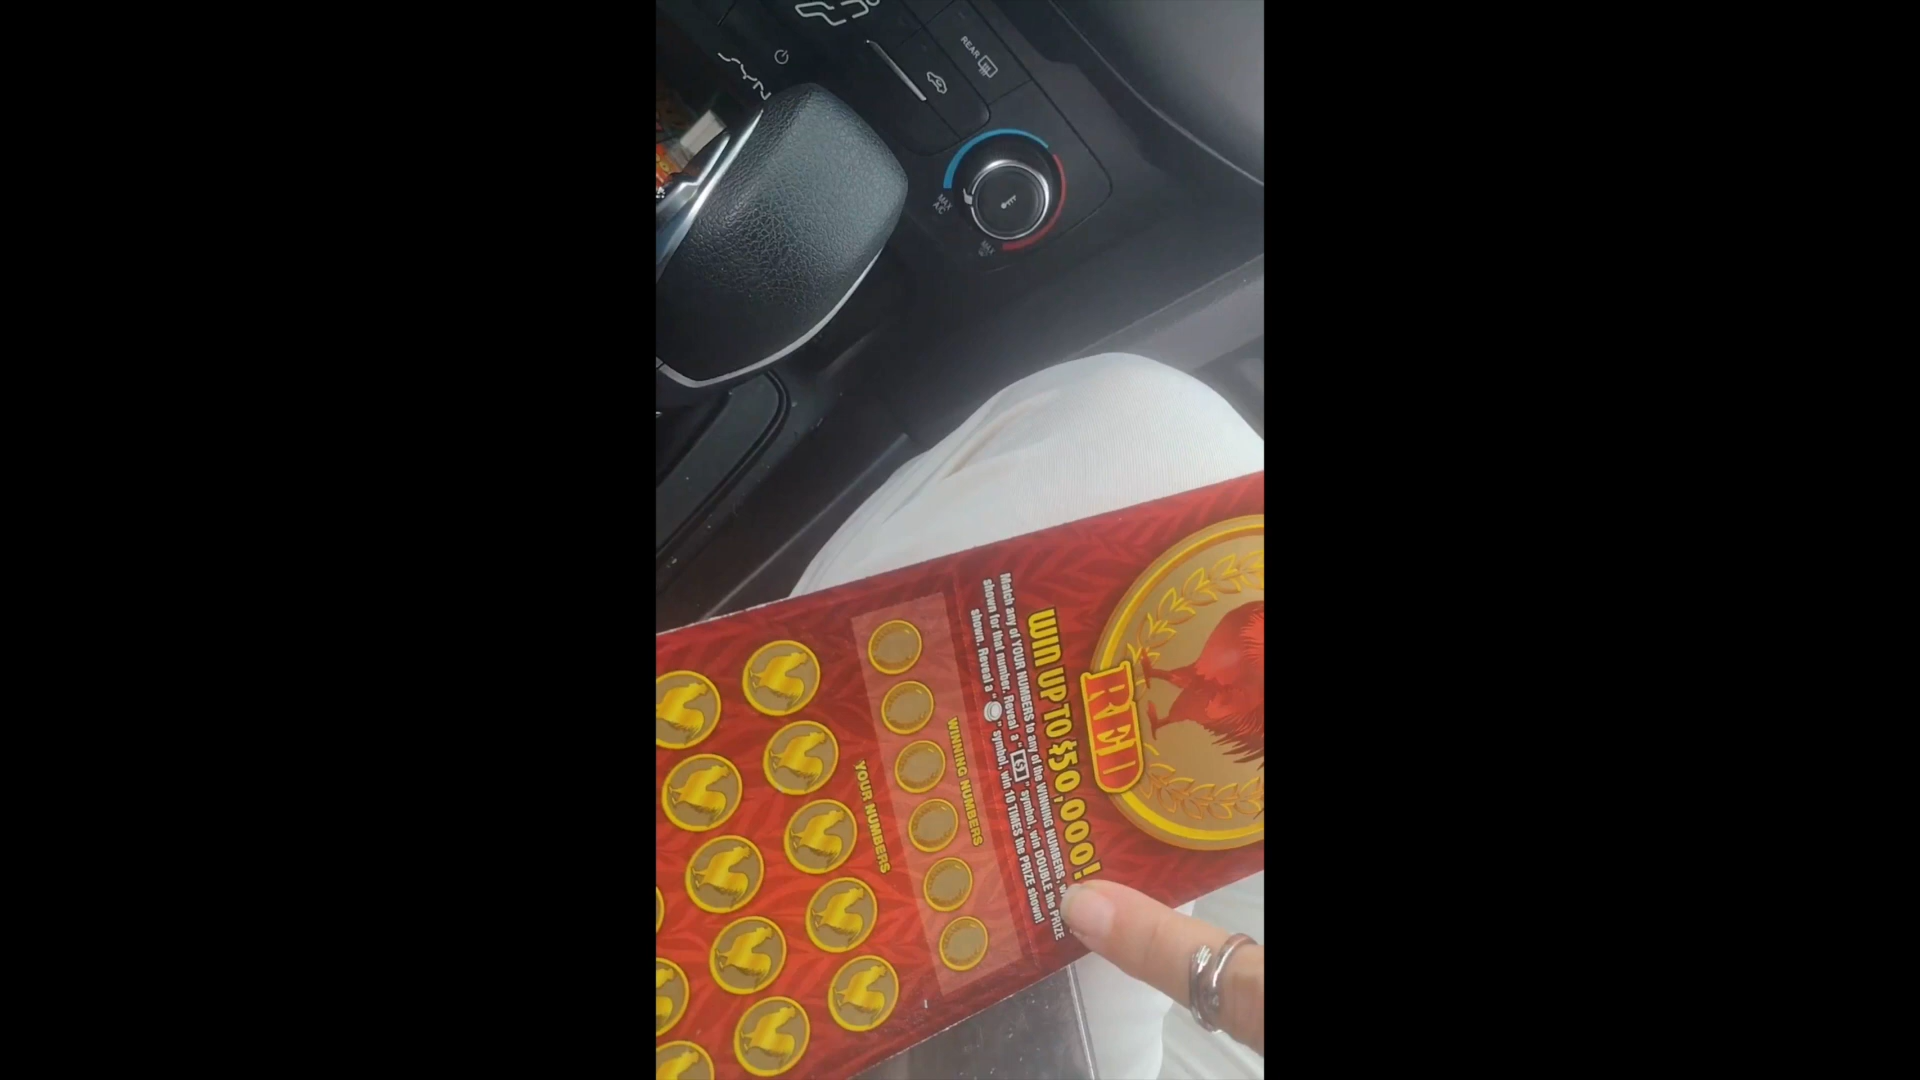 REAR
MAX
A/C
MAX
RED
WIN UP TO $50,000!
Match any of YOUR NUMBERS to any of the WINNING NUMBERS,
shown for that number. Reveal a " " symbol, win DOUBLE the PRIZE
shown. Reveal a " " symbol, win 10 TIMES the PRIZE shown!
WINNING NUMBERS
YOUR NUMBERS